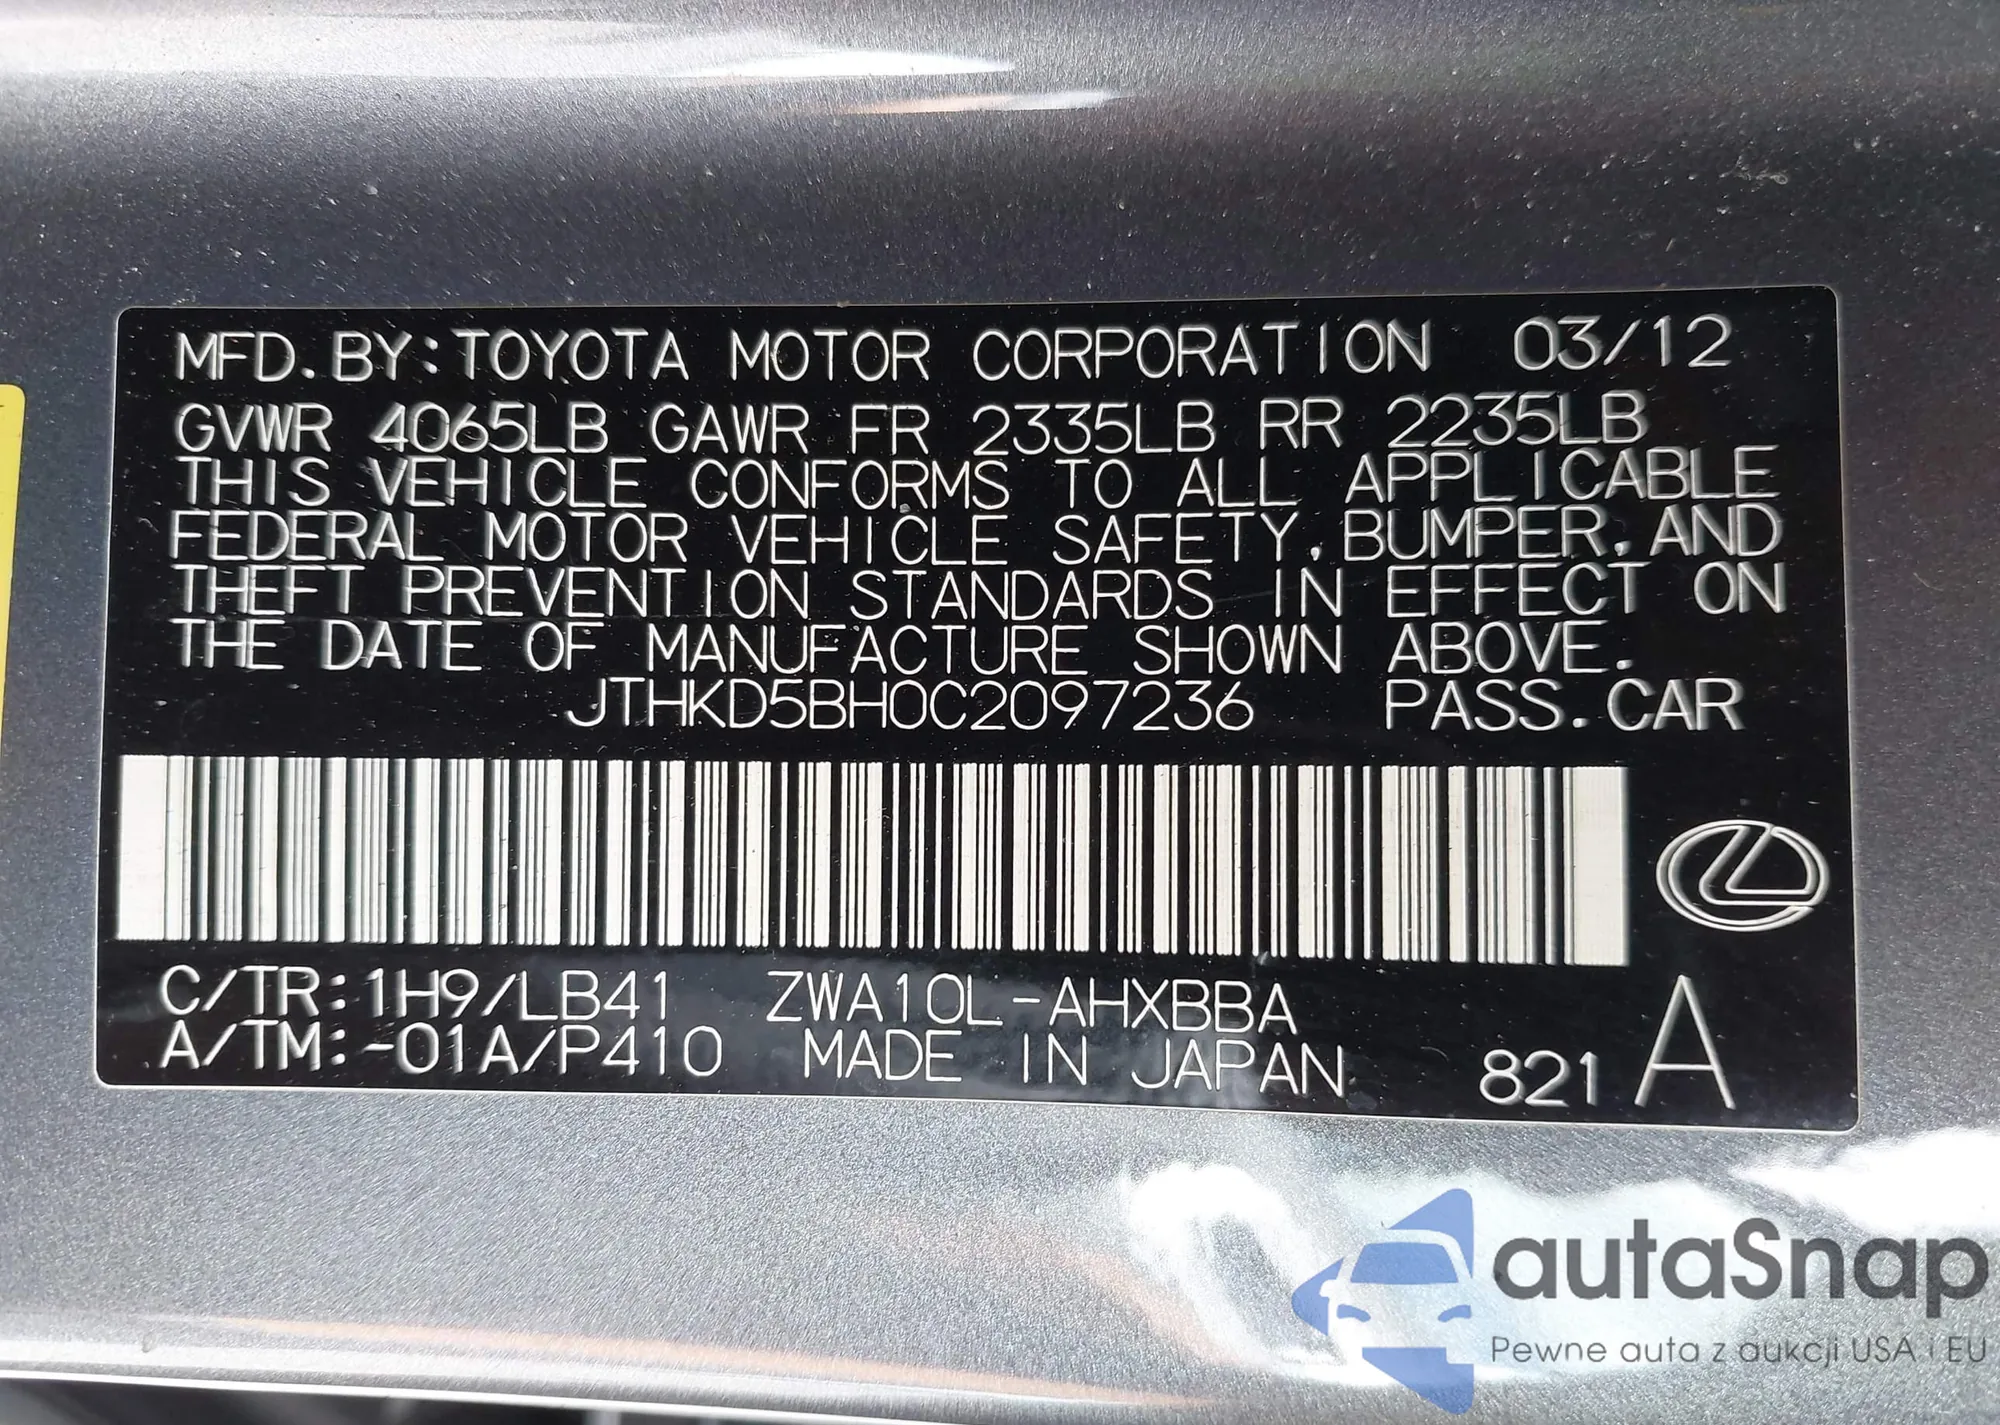 MFD. BY: TOYOTA MOTOR CORPORATION 03/12
GVWR 4065LB GAWR FR 2335LB RR 2235LB
THIS VEHICLE CONFORMS TO ALL APPLICABLE
FEDERAL MOTOR VEHICLE SAFETY, BUMPER, AND
THEFT PREVENTION STANDARDS IN EFFECT ON
THE DATE OF MANUFACTURE SHOWN ABOVE.
JTHKD5BH0C2097236 PASS. CAR
C/TR: 1H9/LB41 ZWA10L-AHXBBA
A/TM: -01A/P410 MADE IN JAPAN 821 A
autaSnap
Pewne auta z aukcji USA i EU